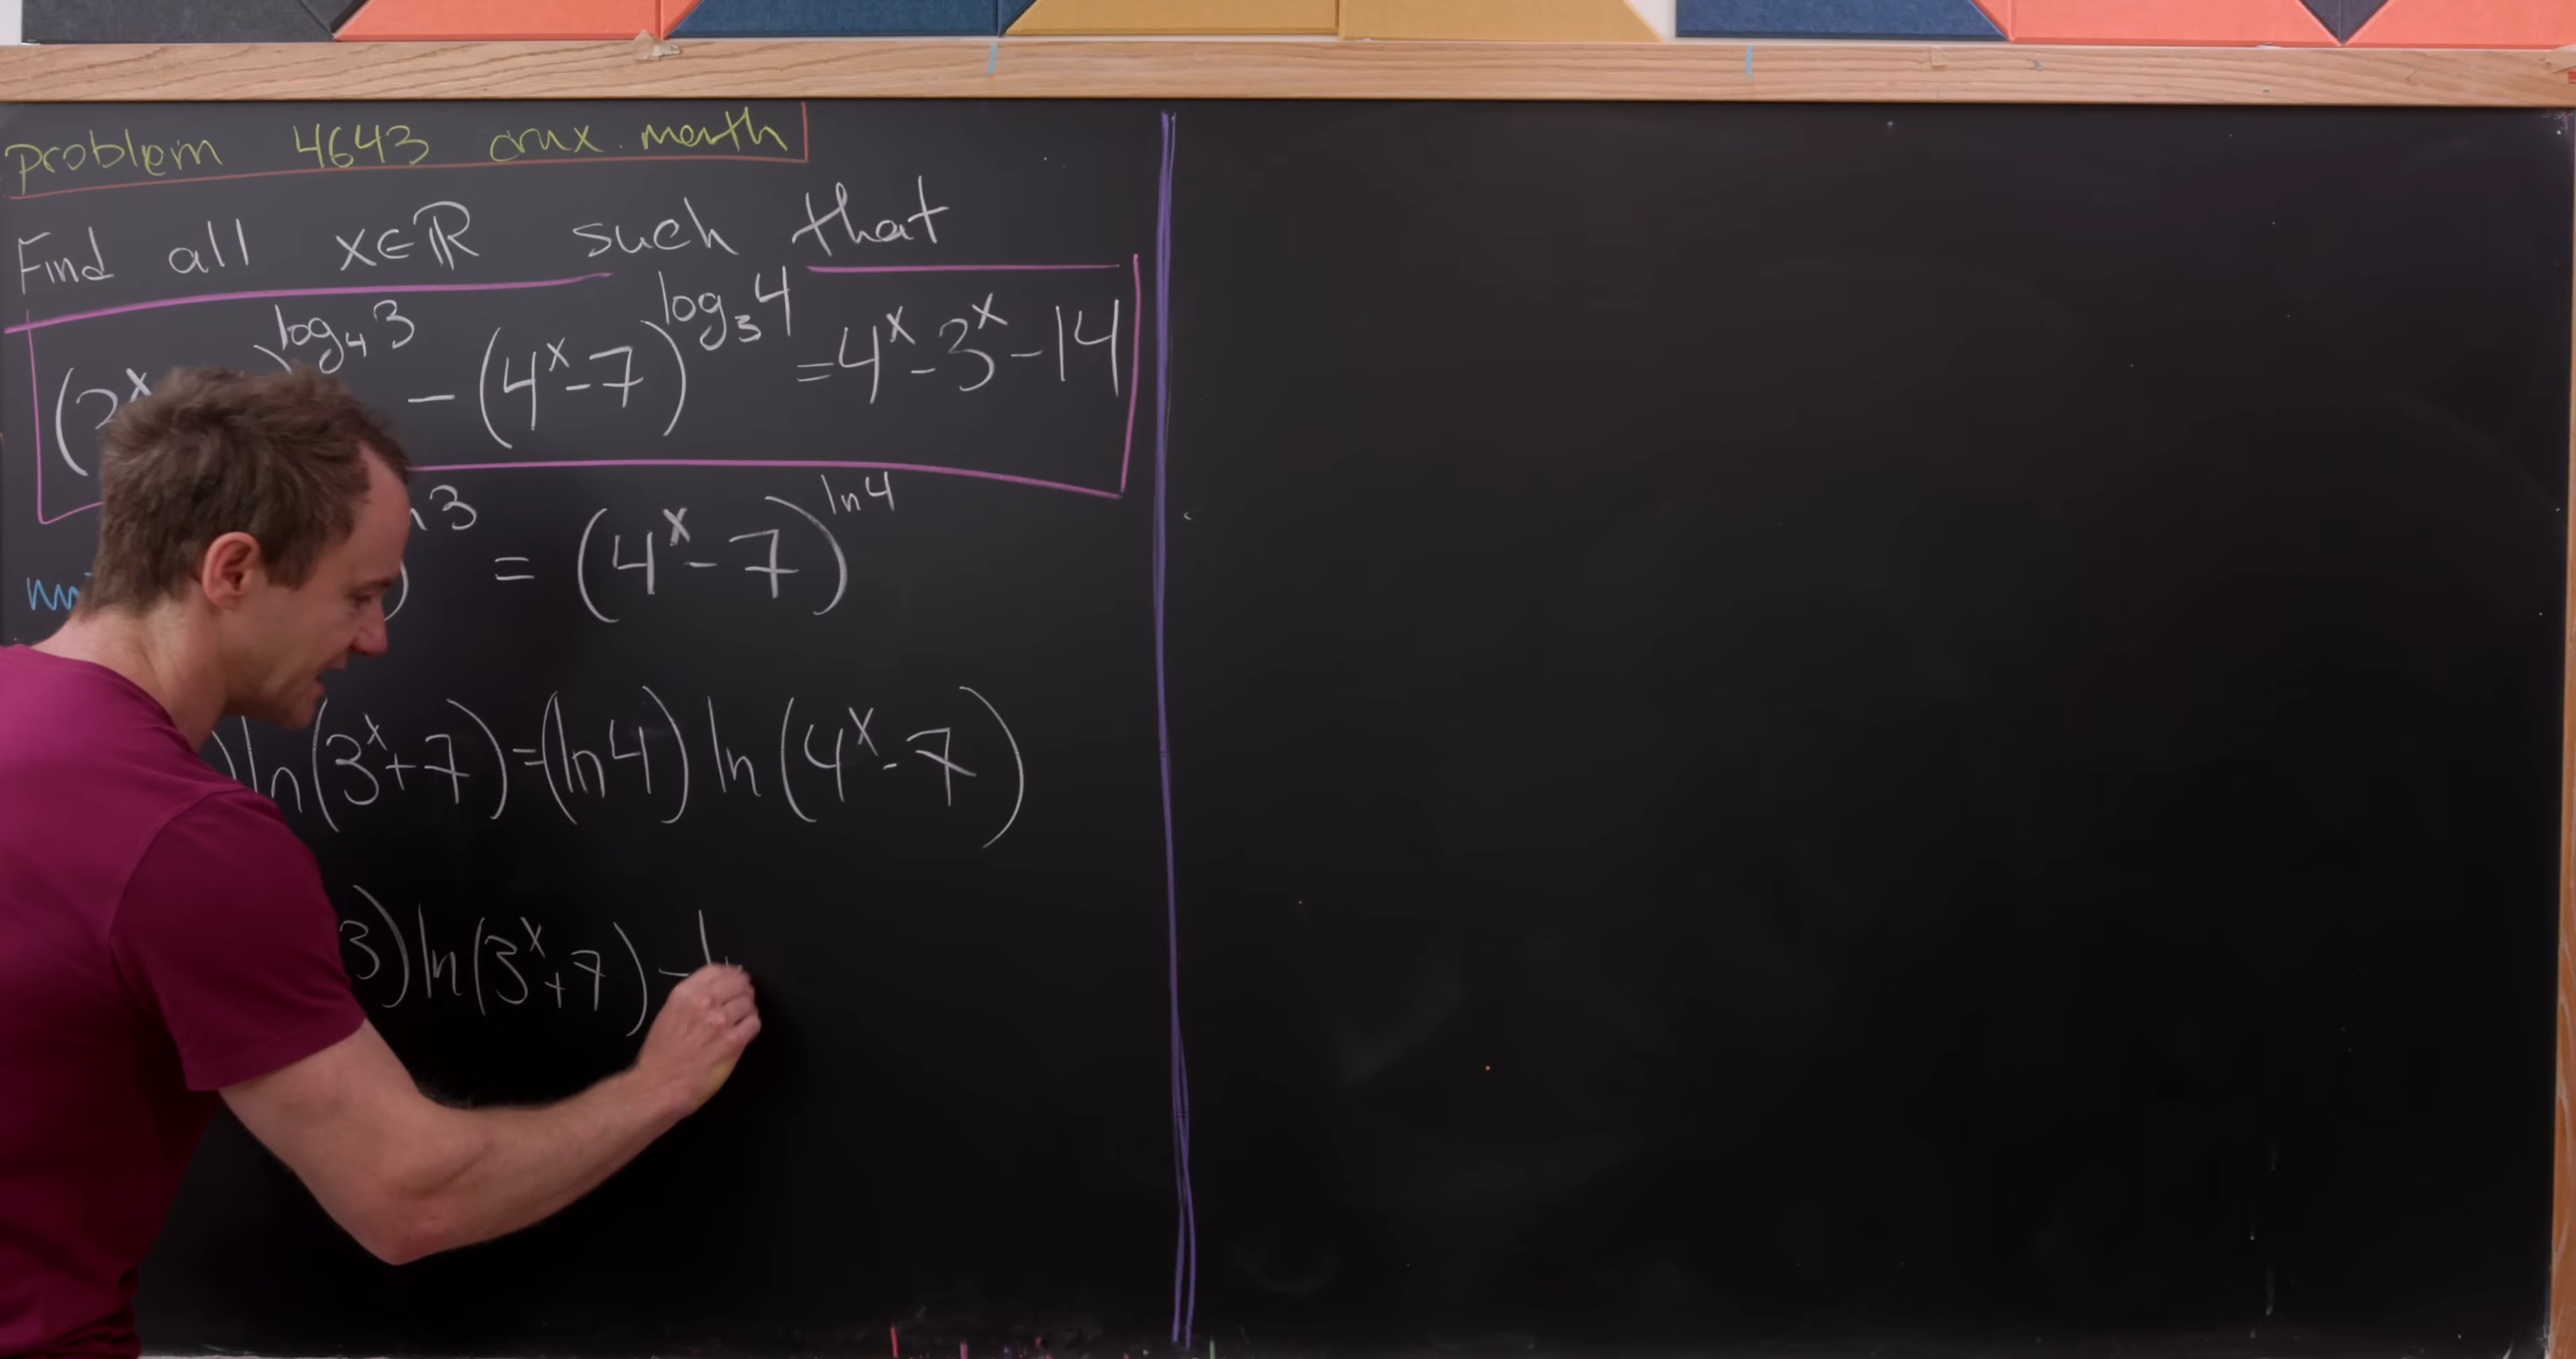 problem 4643 crux.math
Find all x∈ℝ such that
(3^x )^{log_4 3} - (4^x - 7)^{log_3 4} = 4^x - 3^x - 14
3 = (4^x - 7)^{ln 4}
ln(3^x + 7) = (ln 4) ln(4^x - 7)
3) ln(3^x + 7) -